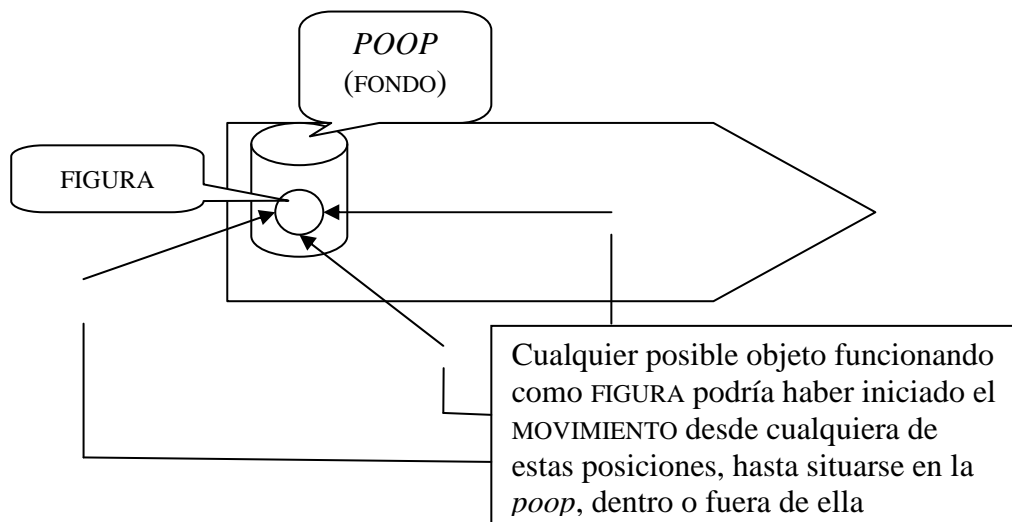 POOP
(FONDO)
FIGURA
Cualquier posible objeto funcionando
como FIGURA podría haber iniciado el
MOVIMIENTO desde cualquiera de
estas posiciones, hasta situarse en la
poop, dentro o fuera de ella